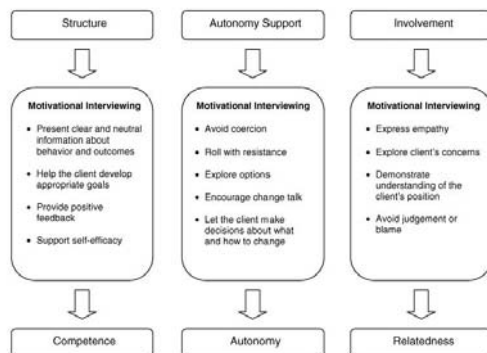 Structure
Autonomy Support
Involvement
Motivational Interviewing
• Present clear and neutral
information about
behavior and outcomes
• Help the client develop
appropriate goals
• Provide positive
feedback
• Support self-efficacy
Motivational Interviewing
• Avoid coercion
• Roll with resistance
• Explore options
• Encourage change talk
• Let the client make
decisions about what
and how to change
Motivational Interviewing
• Express empathy
• Explore client's concerns
• Demonstrate
understanding of the
client's position
• Avoid judgement or
blame
Competence
Autonomy
Relatedness